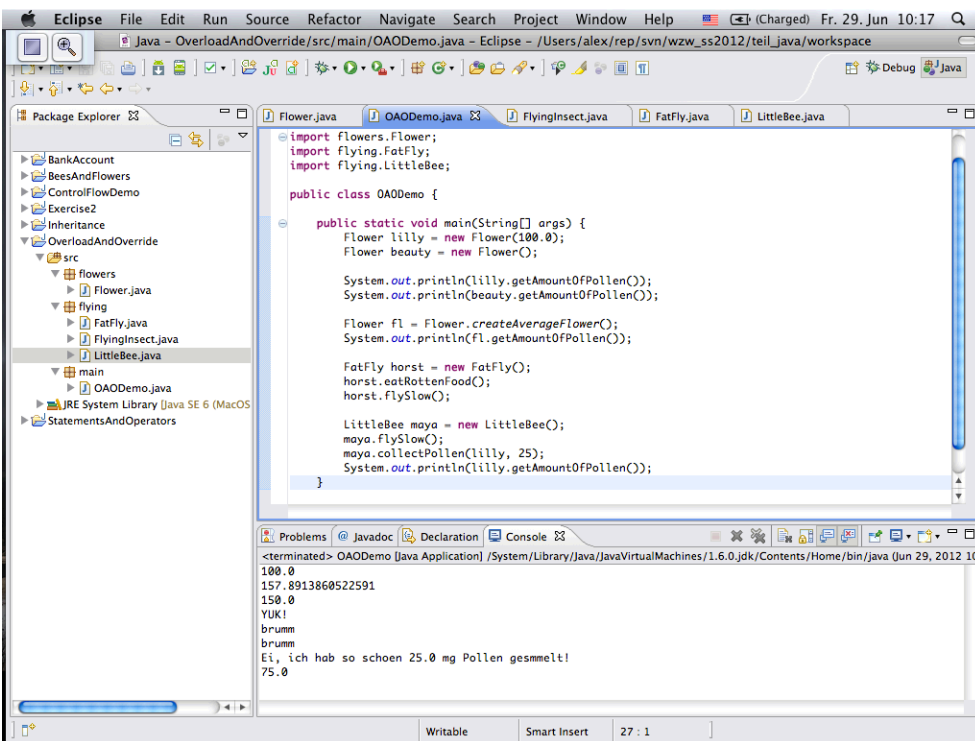 Eclipse File Edit Run Source Refactor Navigate Search Project Window Help (Charged) Fr. 29. Jun 10:17
Java – OverloadAndOverride/src/main/OAODemo.java – Eclipse – /Users/alex/rep/svn/wzw_ss2012/teil_java/workspace
Debug Java
Package Explorer
BankAccount
BeesAndFlowers
ControlFlowDemo
Exercise2
Inheritance
OverloadAndOverride
src
flowers
Flower.java
flying
FatFly.java
FlyingInsect.java
LittleBee.java
main
OAODemo.java
JRE System Library [Java SE 6 (MacOS
StatementsAndOperators
Flower.java OAODemo.java FlyingInsect.java FatFly.java LittleBee.java
import flowers.Flower;
import flying.FatFly;
import flying.LittleBee;
public class OAODemo {
public static void main(String[] args) {
Flower lilly = new Flower(100.0);
Flower beauty = new Flower();
System.out.println(lilly.getAmountOfPollen());
System.out.println(beauty.getAmountOfPollen());
Flower fl = Flower.createAverageFlower();
System.out.println(fl.getAmountOfPollen());
FatFly horst = new FatFly();
horst.eatRottenFood();
horst.flySlow();
LittleBee maya = new LittleBee();
maya.flySlow();
maya.collectPollen(lilly, 25);
System.out.println(lilly.getAmountOfPollen());
}
Problems @ Javadoc Declaration Console
<terminated> OAODemo [Java Application] /System/Library/Java/JavaVirtualMachines/1.6.0.jdk/Contents/Home/bin/java (Jun 29, 2012 10
100.0
157.8913860522591
150.0
YUK!
brumm
brumm
Ei, ich hab so schoen 25.0 mg Pollen gesmmelt!
75.0
Writable Smart Insert 27 : 1